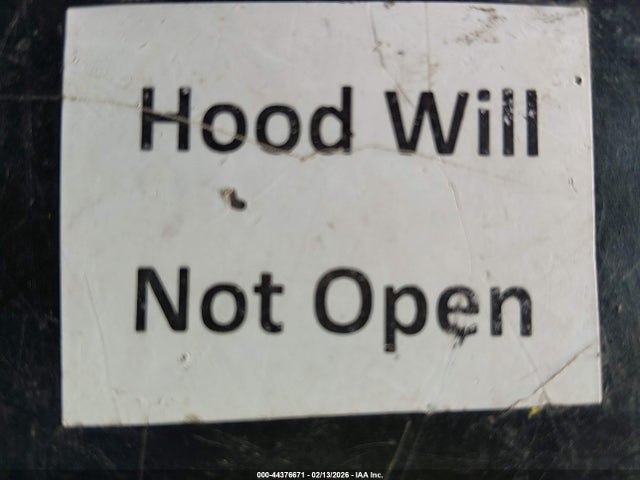 Hood Will
Not Open
000-44376671 - 02/13/2026 - IAA Inc.